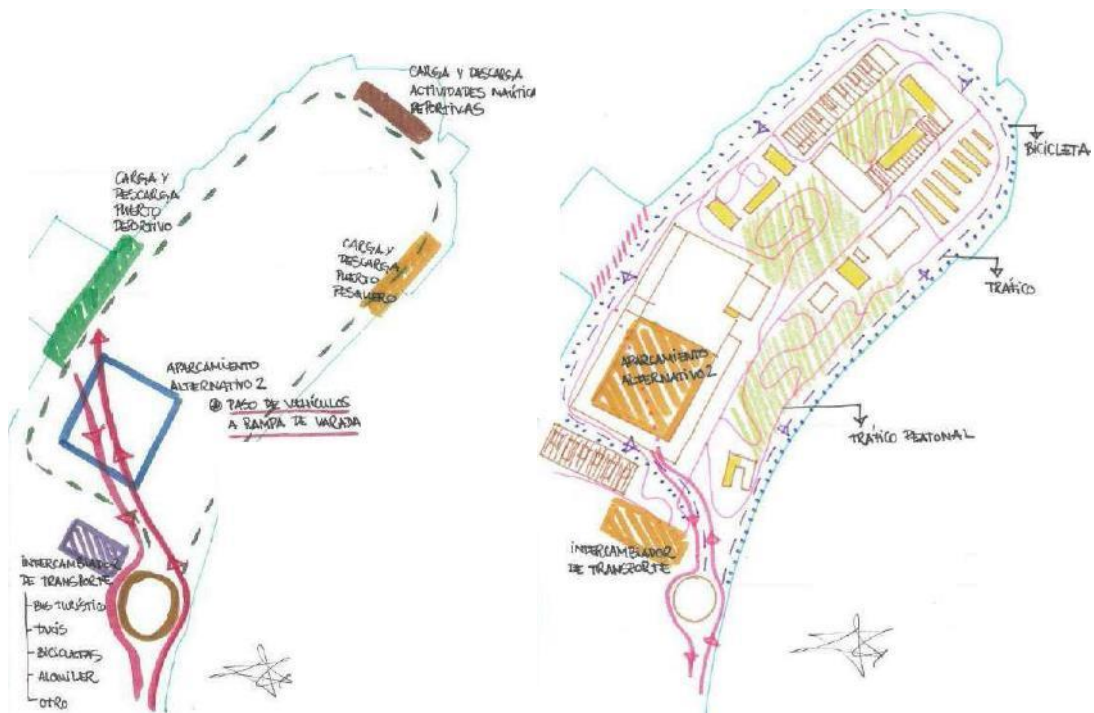 CARGA Y DESCARGA
ACTIVIDADES NAÚTICA
DEPORTIVAS
CARGA Y
DESCARGA
PUERTO
DEPORTIVO
CARGA Y
DESCARGA
PUERTO
PESQUERO
APARCAMIENTO
ALTERNATIVO 2
PASO DE VEHÍCULOS
A RAMPA DE VARADA
INTERCAMBIADOR
DE TRANSPORTE
BUS TURÍSTICO
TAXIS
BICICLETAS
ALQUILER
OTRO
BICICLETA
TRÁFICO
APARCAMIENTO
ALTERNATIVO 2
TRÁFICO PEATONAL
INTERCAMBIADOR
DE TRANSPORTE